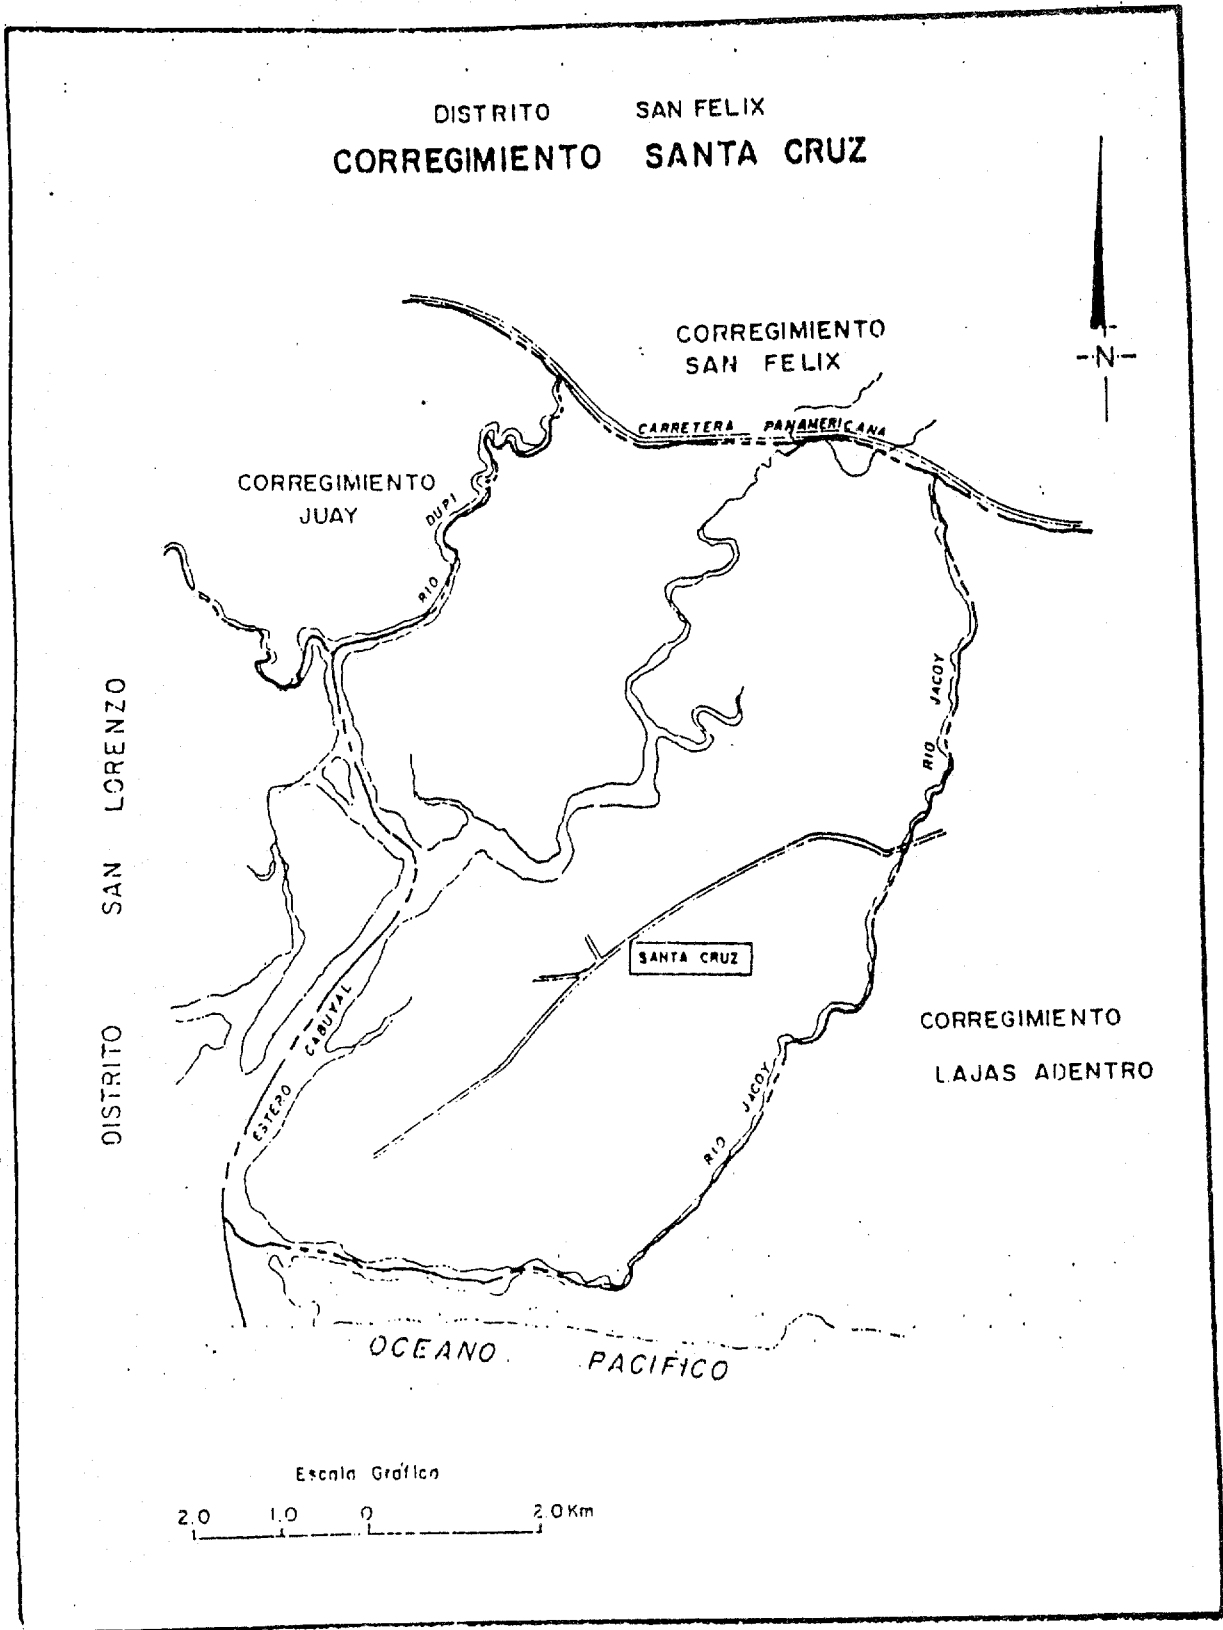 DISTRITO SAN FELIX
CORREGIMIENTO SANTA CRUZ
N
CORREGIMIENTO
SAN FELIX
CARRETERA PANAMERICANA
CORREGIMIENTO
JUAY
RIO DUPI
RIO JACOY
DISTRITO SAN LORENZO
SANTA CRUZ
ESTERO CABUYAL
CORREGIMIENTO
LAJAS ADENTRO
RIO JACOY
OCEANO PACIFICO
Escala Gráfica
2.0 1.0 0 2.0 Km